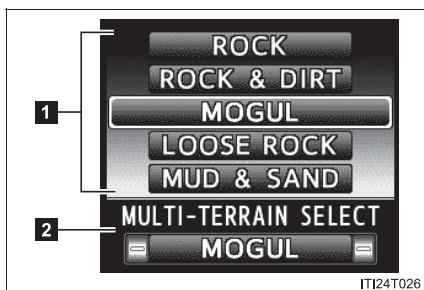 ROCK
ROCK & DIRT
1
MOGUL
LOOSE ROCK
MUD & SAND
MULTI-TERRAIN SELECT
2
MOGUL
ITI24T026